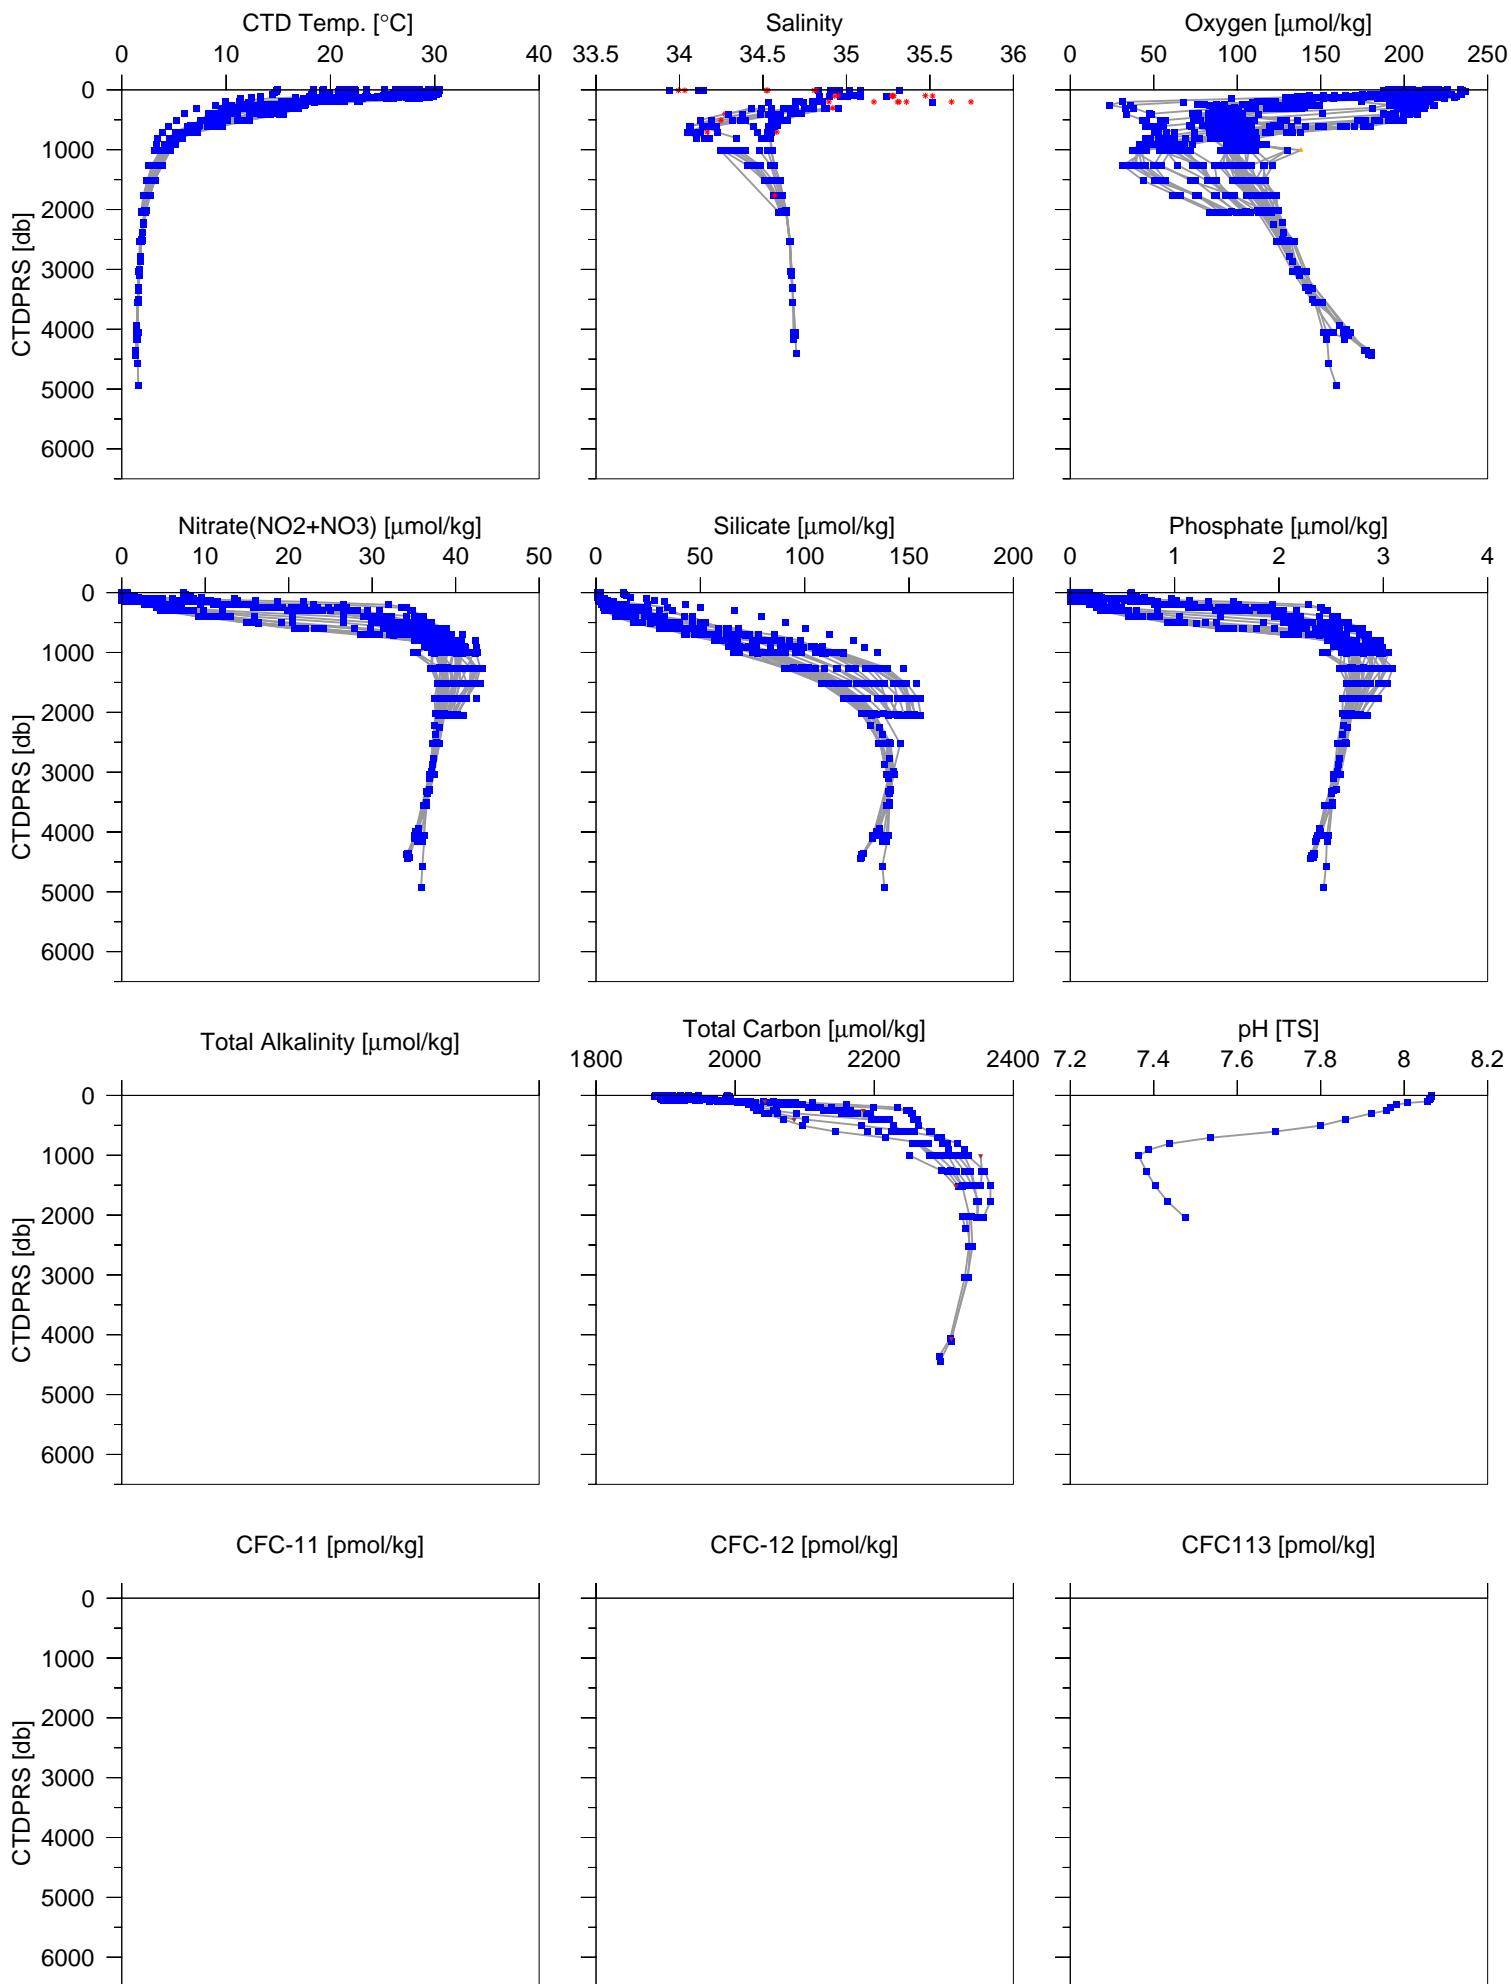 CTD Temp. [°C] Salinity Oxygen [μmol/kg]
0 10 20 30 40 33.5 34 34.5 35 35.5 36 0 50 100 150 200 250
0
1000
2000
3000
4000
5000
6000
CTDPRS [db]
Nitrate(NO2+NO3) [μmol/kg] Silicate [μmol/kg] Phosphate [μmol/kg]
0 10 20 30 40 50 0 50 100 150 200 0 1 2 3 4
0
1000
2000
3000
4000
5000
6000
CTDPRS [db]
Total Alkalinity [μmol/kg] Total Carbon [μmol/kg] pH [TS]
1800 2000 2200 2400 7.2 7.4 7.6 7.8 8 8.2
0
1000
2000
3000
4000
5000
6000
CTDPRS [db]
CFC-11 [pmol/kg] CFC-12 [pmol/kg] CFC113 [pmol/kg]
0
1000
2000
3000
4000
5000
6000
CTDPRS [db]